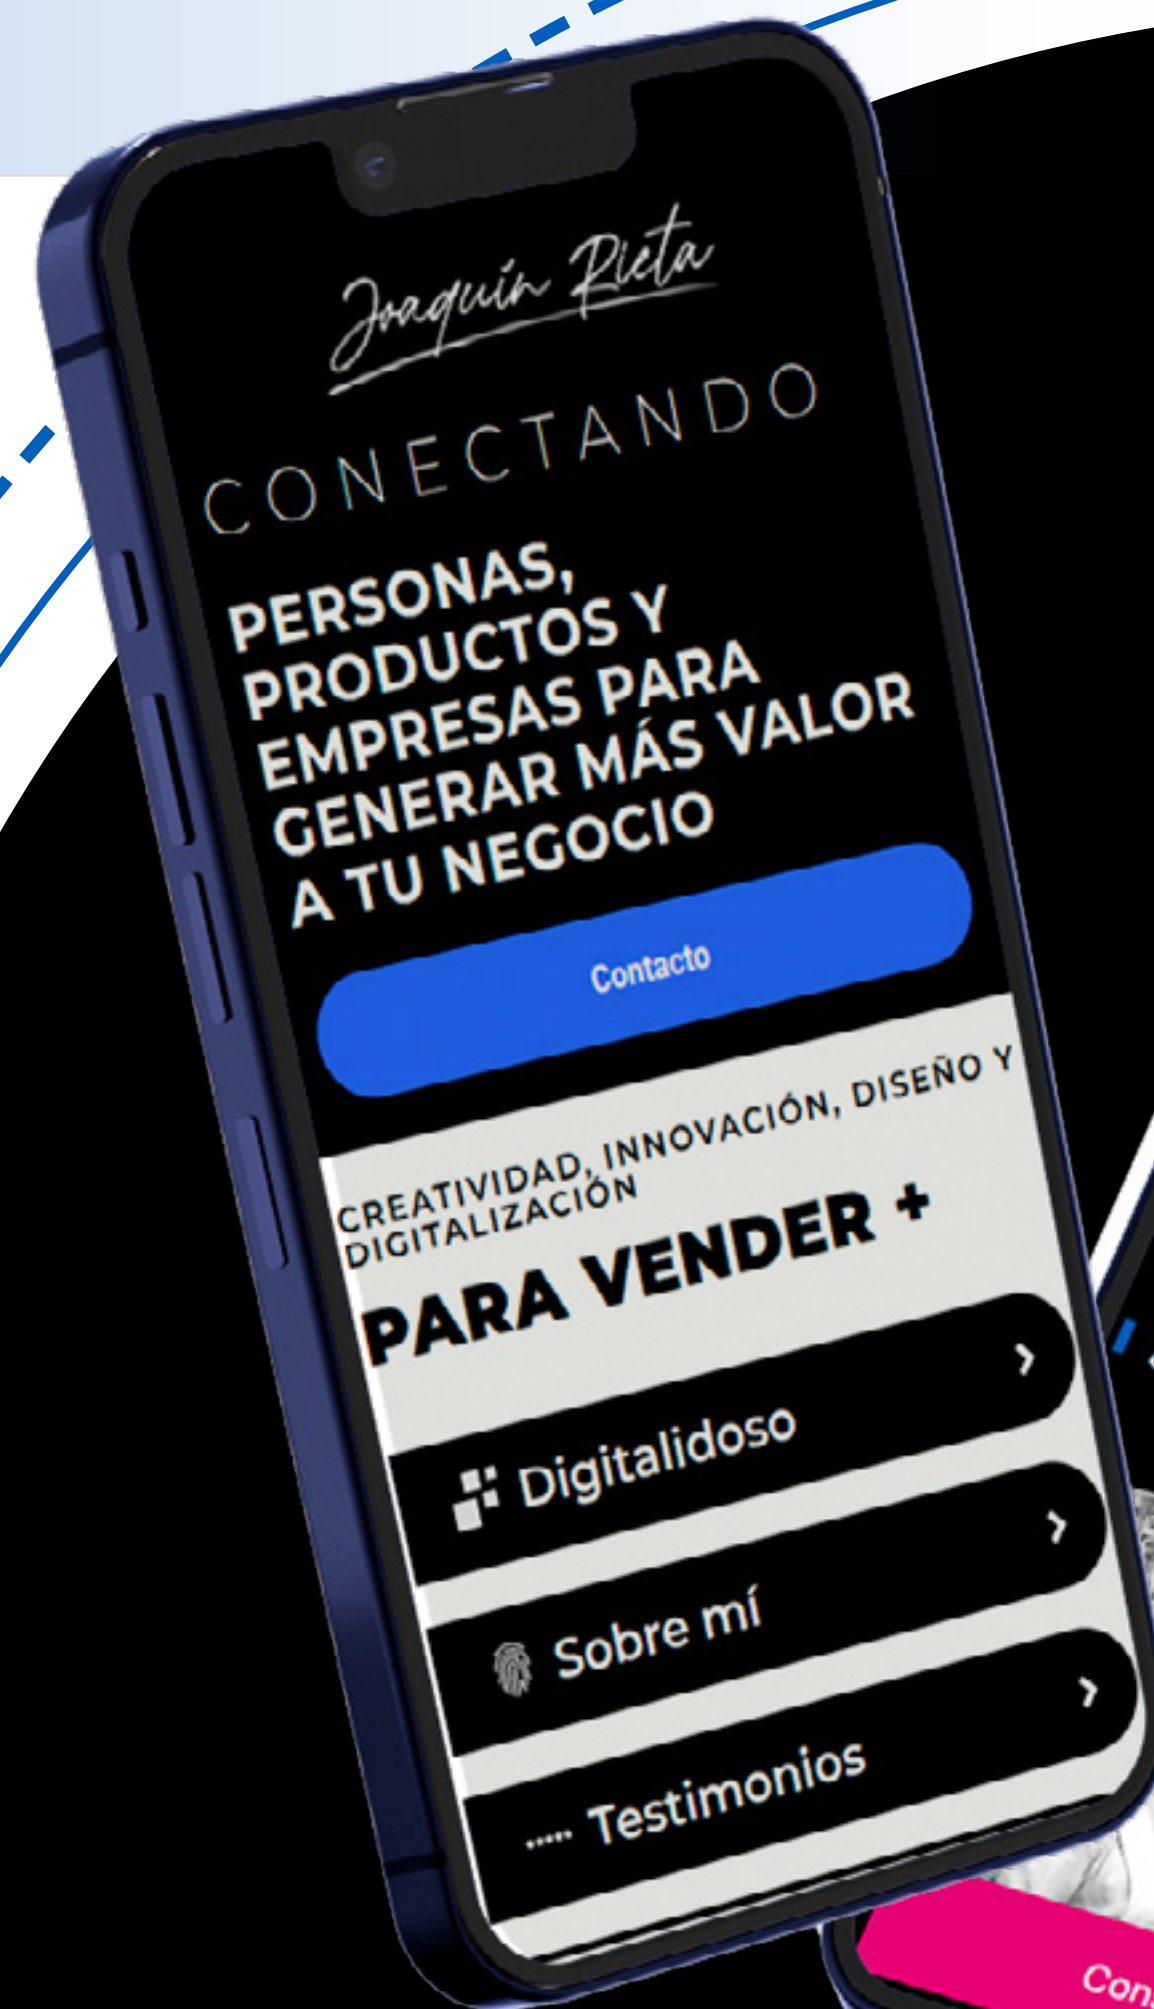 Joaquín Rieta
CONECTANDO
PERSONAS,
PRODUCTOS Y
EMPRESAS PARA
GENERAR MÁS VALOR
A TU NEGOCIO
Contacto
CREATIVIDAD, INNOVACIÓN, DISEÑO Y
DIGITALIZACIÓN
PARA VENDER +
Digitalidoso
Sobre mí
Testimonios